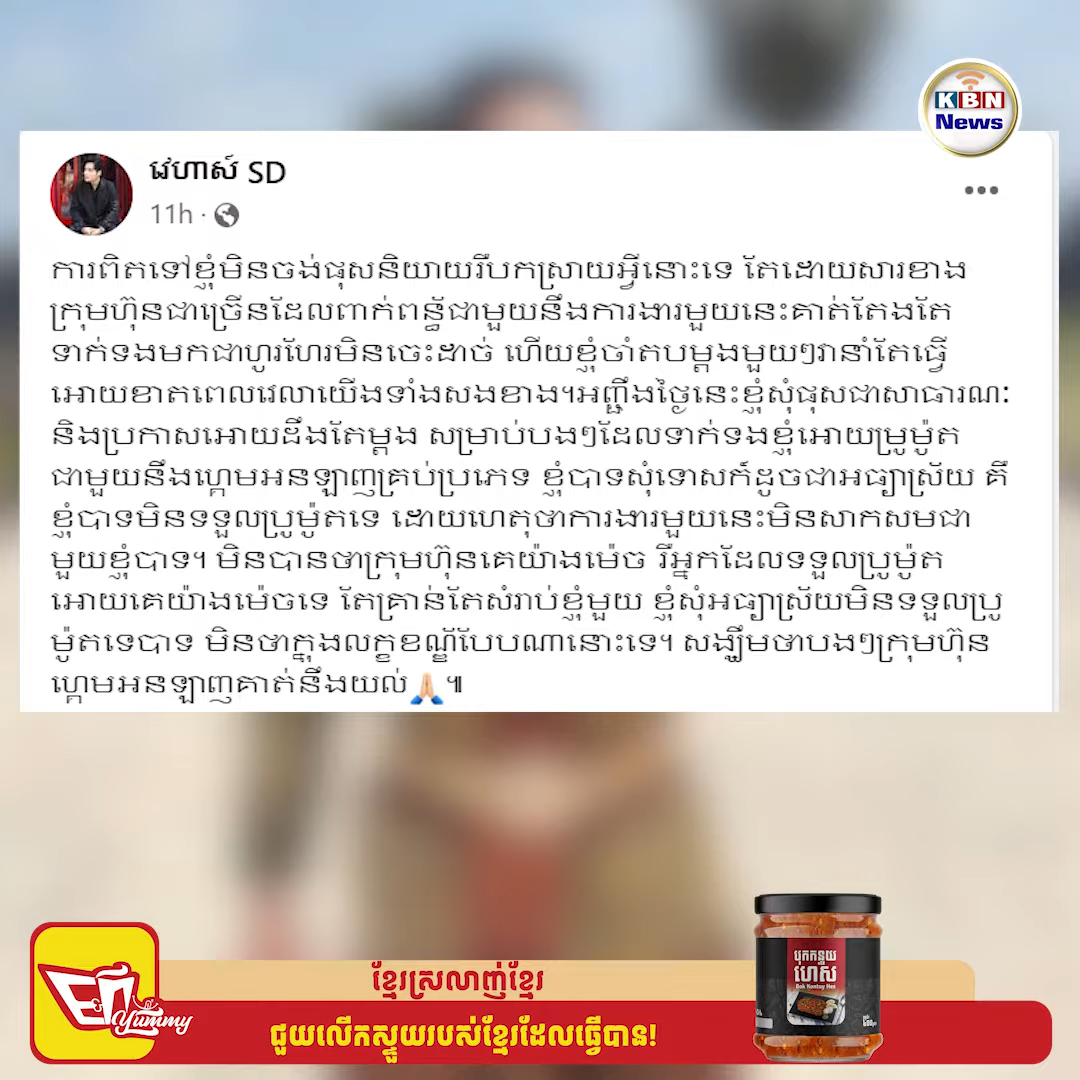 KBN
News
វេហាស៍ SD
11h ·
ការពិតទៅខ្ញុំមិនចង់ផុសនិយាយរឺបកស្រាយអ្វីនោះទេ តែដោយសារខាង
ក្រុមហ៊ុនជាច្រើនដែលពាក់ពន្ធ័ជាមួយនឹងការងារមួយនេះគាត់តែងតែ
ទាក់ទងមកជាហូរហែរមិនចេះដាច់ ហើយខ្ញុំចាំតបម្តងមួយៗវានាំតែធ្វើ
អោយខាតពេលវេលាយើងទាំងសងខាង។អញ្ជឹងថ្ងៃនេះខ្ញុំសុំផុសជាសាធារណៈ
និងប្រកាសអោយដឹងតែម្តង សម្រាប់បងៗដែលទាក់ទងខ្ញុំអោយម្រូម៉ូត
ជាមួយនឹងហ្គេមអនឡាញគ្រប់ប្រភេទ ខ្ញុំបាទសុំទោសក៍ដូចជាអធ្យាស្រ័យ គឺ
ខ្ញុំបាទមិនទទួលប្រូម៉ូតទេ ដោយហេតុថាការងារមួយនេះមិនសាកសមជា
មួយខ្ញុំបាទ។ មិនបានថាក្រុមហ៊ុនគេយ៉ាងម៉េច រឺអ្នកដែលទទួលប្រូម៉ូត
អោយគេយ៉ាងម៉េចទេ តែគ្រាន់តែសំរាប់ខ្ញុំមួយ ខ្ញុំសុំអធ្យាស្រ័យមិនទទួលប្រូ
ម៉ូតទេបាទ មិនថាក្នុងលក្ខខណ្ឌ័បែបណានោះទេ។ សង្ឃឹមថាបងៗក្រុមហ៊ុន
ហ្គេមអនឡាញគាត់នឹងយល់🙏🏻៕
Yummy
ខ្មែរស្រលាញ់ខ្មែរ
ជួយលើកស្ទួយរបស់ខ្មែរដែលធ្វើបាន!
បុកកន្ទុយ
ហែស
Bok Kontuy Hes